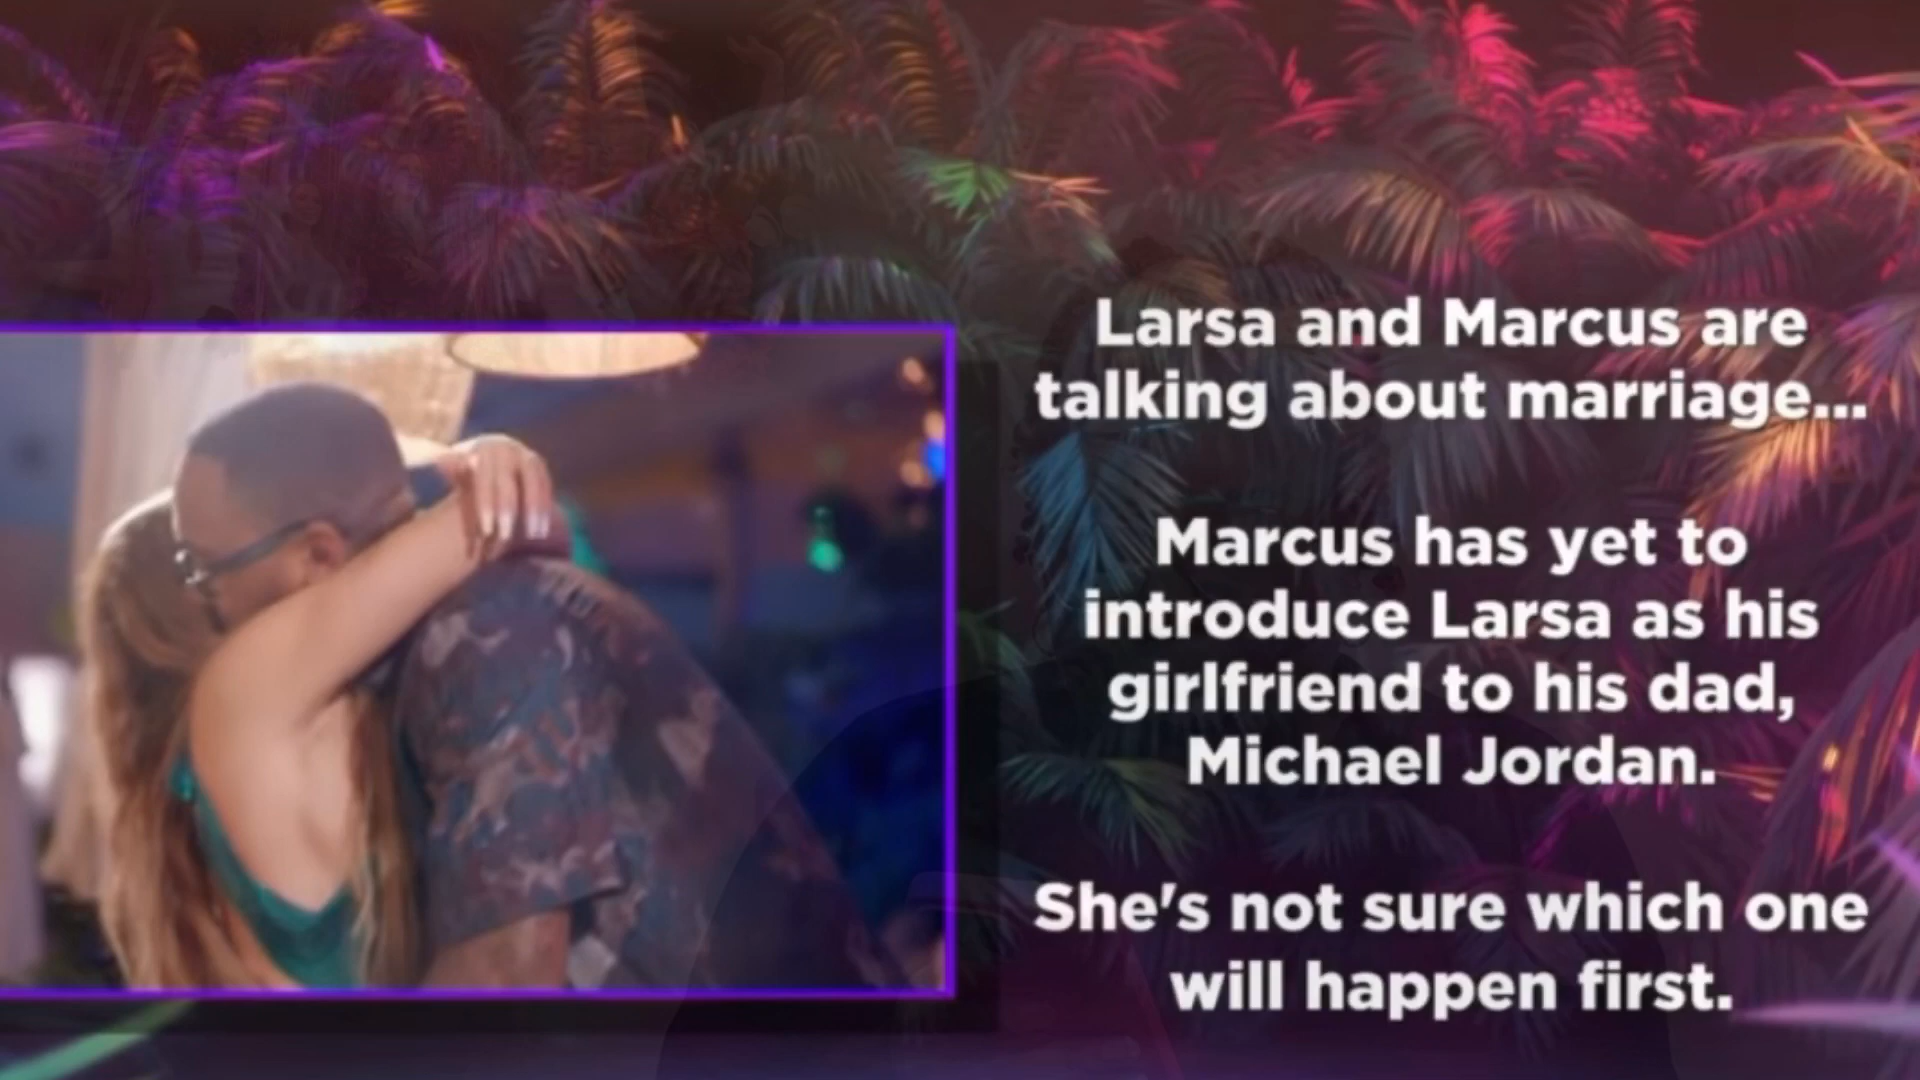 Larsa and Marcus are
talking about marriage...
Marcus has yet to
introduce Larsa as his
girlfriend to his dad,
Michael Jordan.
She's not sure which one
will happen first.